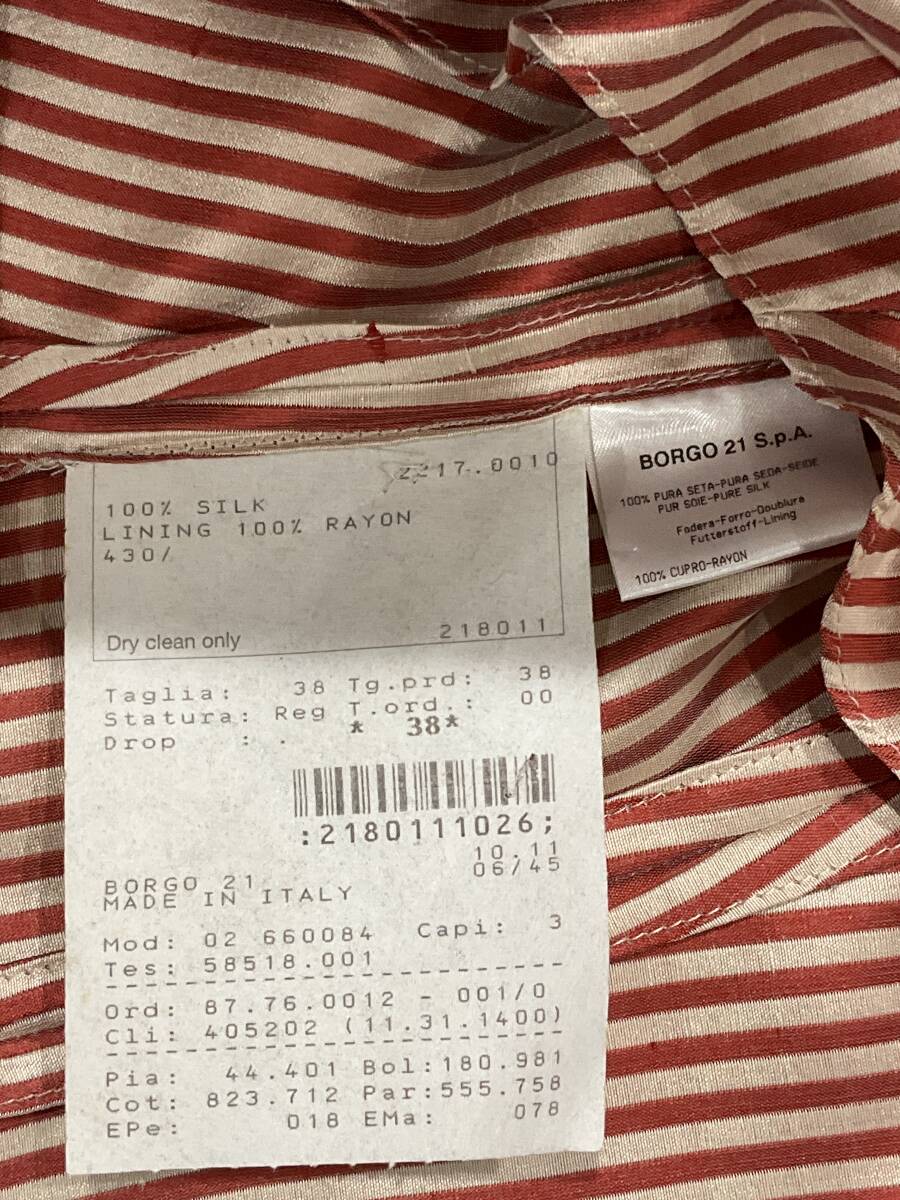 2217.0010
100% SILK
LINING 100% RAYON
430/
Dry clean only 218011
Taglia: 38 Tg.prd: 38
Statura: Reg T.ord.: 00
Drop : . * 38*
:2180111026;
10.11
06/45
BORGO 21
MADE IN ITALY
Mod: 02 660084 Capi: 3
Tes: 58518.001
Ord: 87.76.0012 - 001/0
Cli: 405202 (11.31.1400)
Pia: 44.401 Bol:180.981
Cot: 823.712 Par:555.758
EPe: 018 EMa: 078
BORGO 21 S.p.A.
100% PURA SETA-PURA SEDA-SEIDE
PUR SOIE-PURE SILK
Fodera-Forro-Doublura
Futterstoff-Lining
100% CUPRO-RAYON